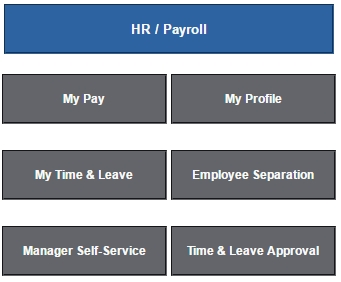 HR / Payroll
My Pay
My Profile
My Time & Leave
Employee Separation
Manager Self-Service
Time & Leave Approval